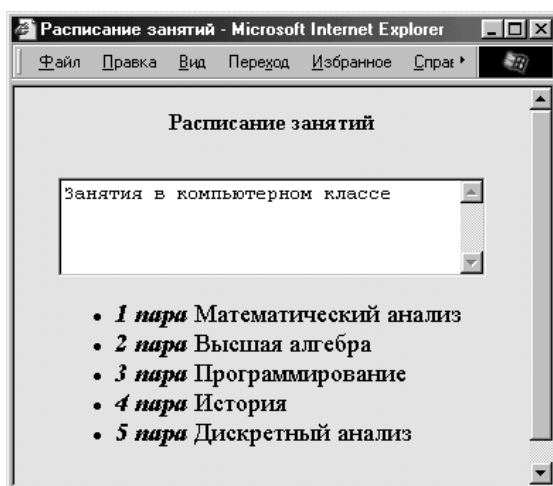 Расписание занятий - Microsoft Internet Explorer
Файл Правка Вид Переход Избранное
Расписание занятий
Занятия в компьютерном классе
• 1 пара Математический анализ
• 2 пара Высшая алгебра
• 3 пара Программирование
• 4 пара История
• 5 пара Дискретный анализ